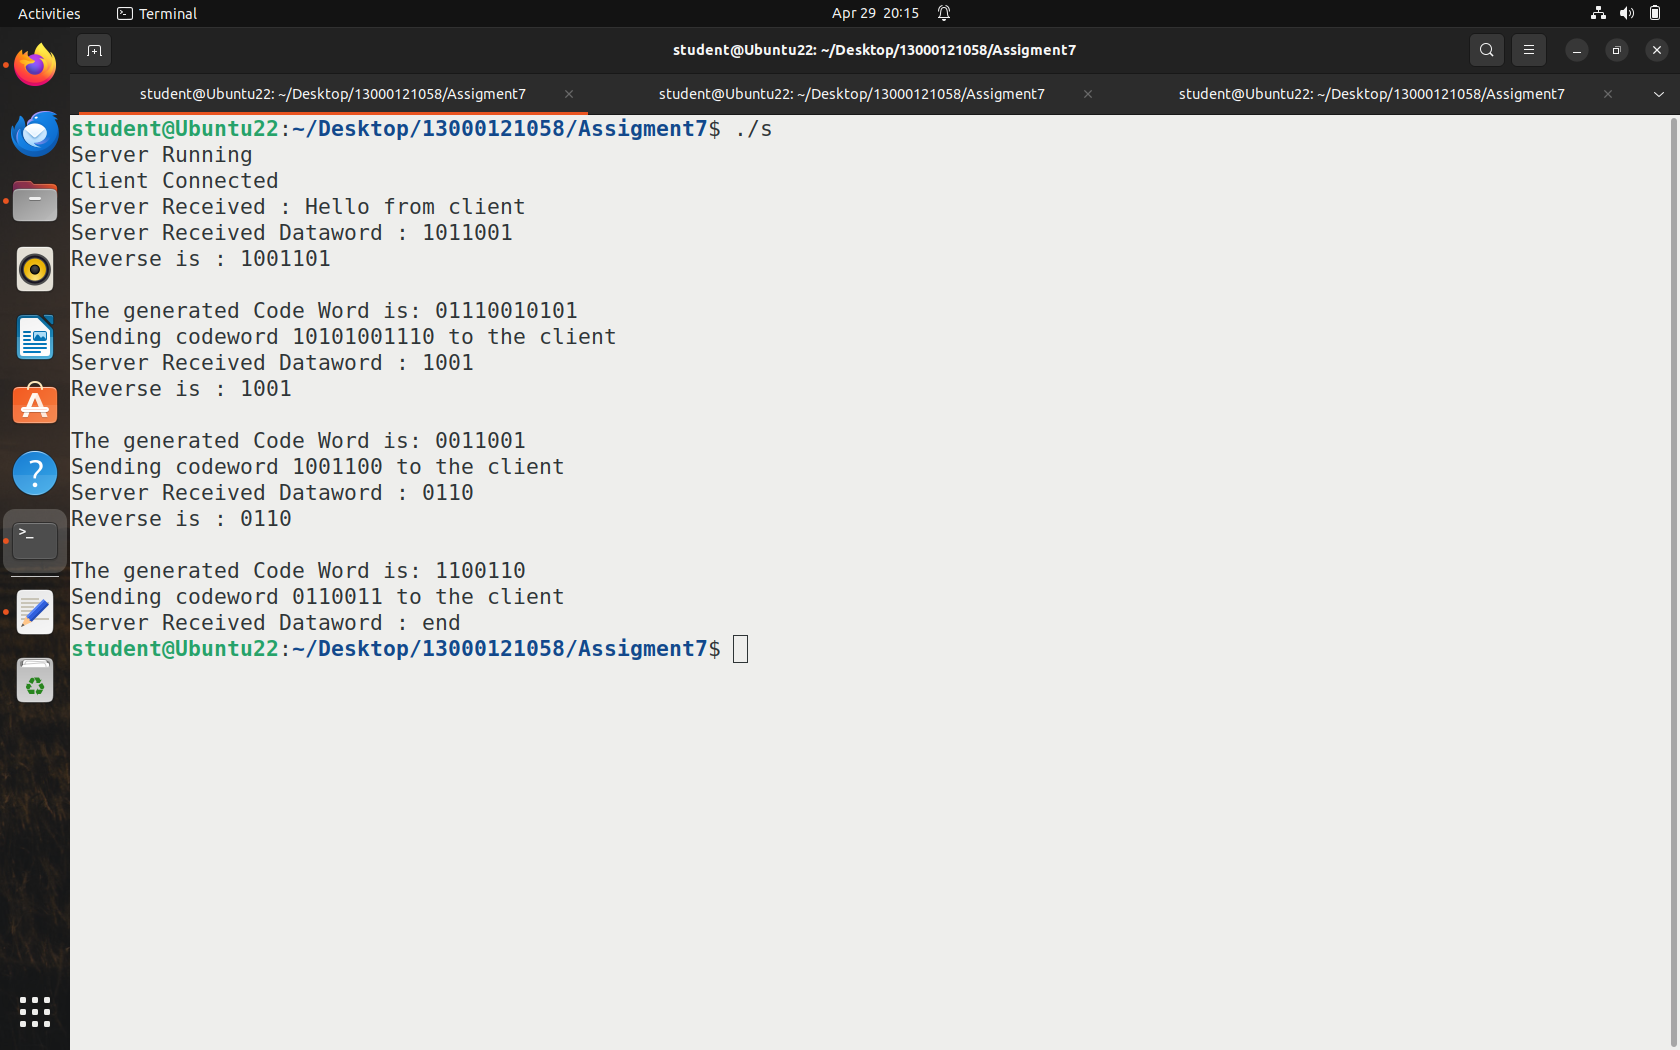 Activities Terminal Apr 29 20:15
student@Ubuntu22: ~/Desktop/13000121058/Assigment7
student@Ubuntu22: ~/Desktop/13000121058/Assigment7 student@Ubuntu22: ~/Desktop/13000121058/Assigment7 student@Ubuntu22: ~/Desktop/13000121058/Assigment7
student@Ubuntu22:~/Desktop/13000121058/Assigment7$ ./s
Server Running
Client Connected
Server Received : Hello from client
Server Received Dataword : 1011001
Reverse is : 1001101
The generated Code Word is: 01110010101
Sending codeword 10101001110 to the client
Server Received Dataword : 1001
Reverse is : 1001
The generated Code Word is: 0011001
Sending codeword 1001100 to the client
Server Received Dataword : 0110
Reverse is : 0110
The generated Code Word is: 1100110
Sending codeword 0110011 to the client
Server Received Dataword : end
student@Ubuntu22:~/Desktop/13000121058/Assigment7$